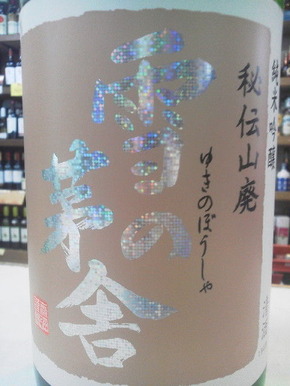 純米吟醸
秘伝山廃
ゆきのぼうしゃ
雪の
茅舎